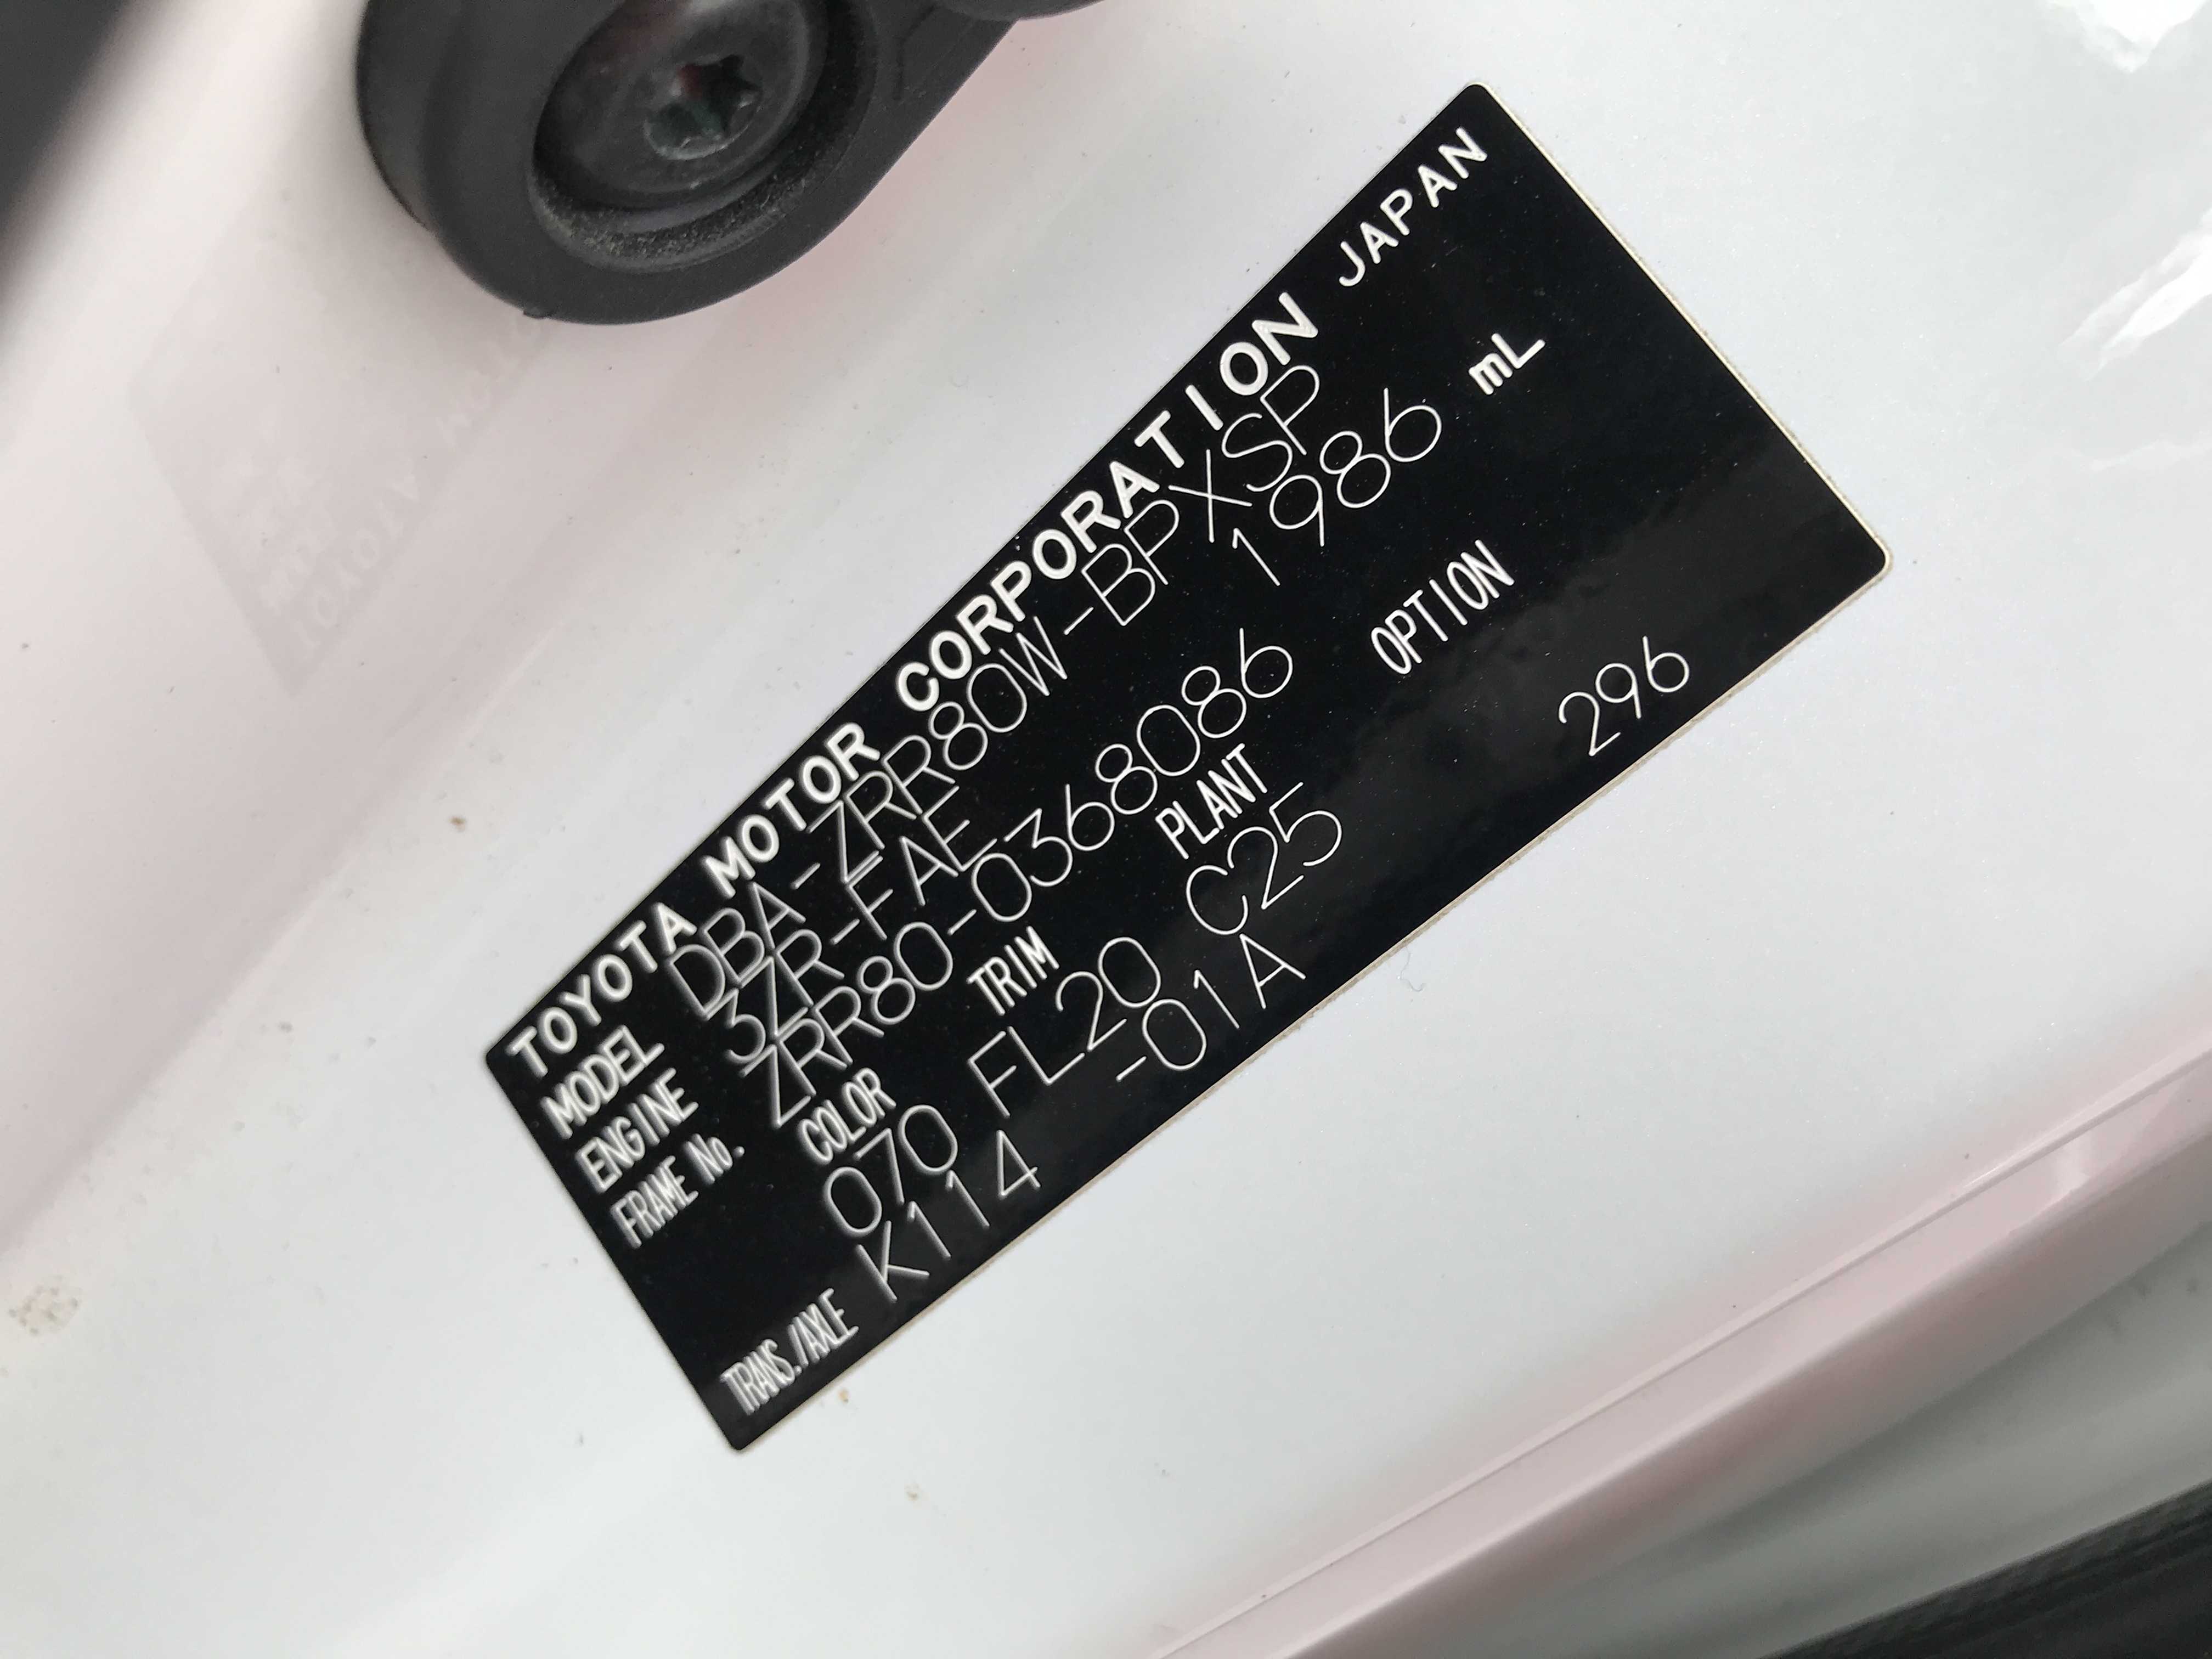 TOYOTA MOTOR CORPORATION JAPAN
MODEL DBA-ZRR80W-BPXSP
ENGINE 3ZR-FAE 1986 mL
FRAME No. ZRR80-0368086
COLOR TRIM PLANT OPTION
070 FL20 C25 296
TRANS./AXLE K114 -01A